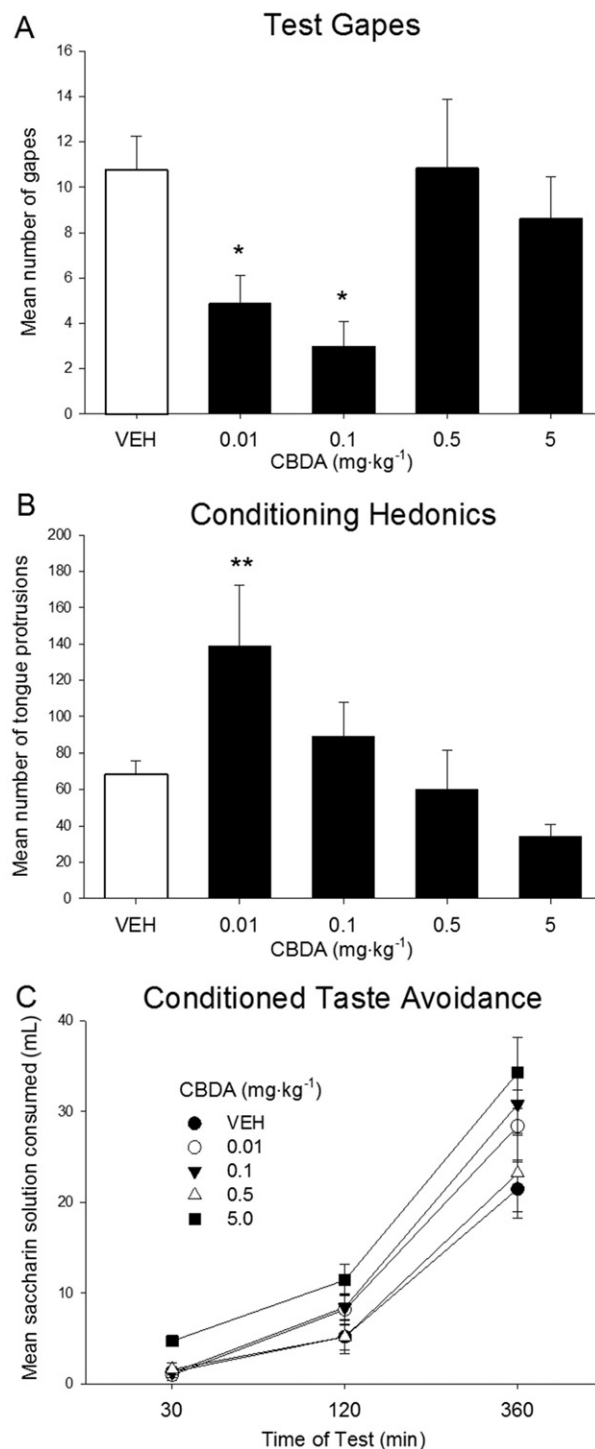 A
Test Gapes
Mean number of gapes
16
14
12
10
8
6
4
2
0
*
*
VEH 0.01 0.1 0.5 5
CBDA (mg·kg⁻¹)
B
Conditioning Hedonics
Mean number of tongue protrusions
200
180
160
140
120
100
80
60
40
20
0
**
VEH 0.01 0.1 0.5 5
CBDA (mg·kg⁻¹)
C
Conditioned Taste Avoidance
Mean saccharin solution consumed (mL)
40
30
20
10
0
CBDA (mg·kg⁻¹)
VEH
0.01
0.1
0.5
5.0
30 120 360
Time of Test (min)